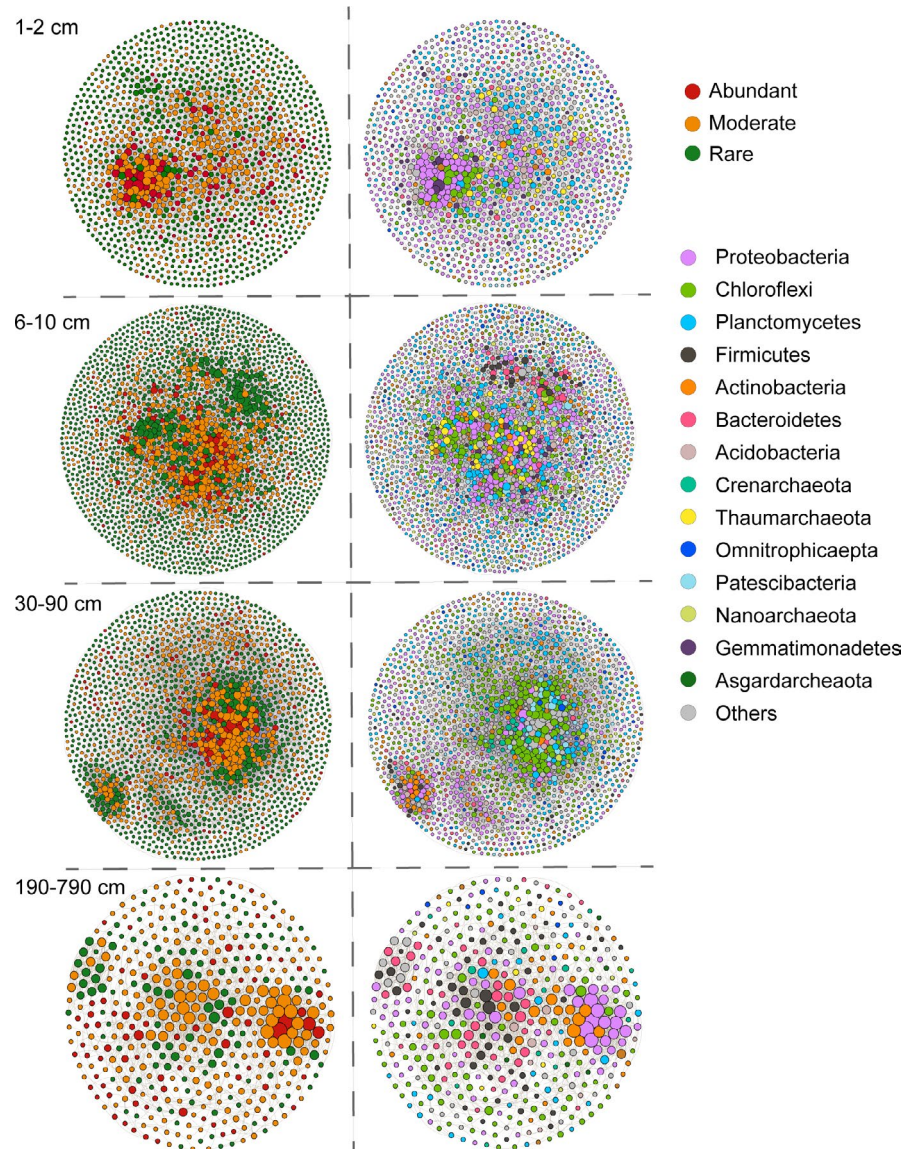 1-2 cm
Abundant
Moderate
Rare
6-10 cm
Proteobacteria
Chloroflexi
Planctomycetes
Firmicutes
Actinobacteria
Bacteroidetes
Acidobacteria
Crenarchaeota
Thaumarchaeota
Omnitrophicaepta
Patescibacteria
Nanoarchaeota
Gemmatimonadetes
Asgardarcheaota
Others
30-90 cm
190-790 cm